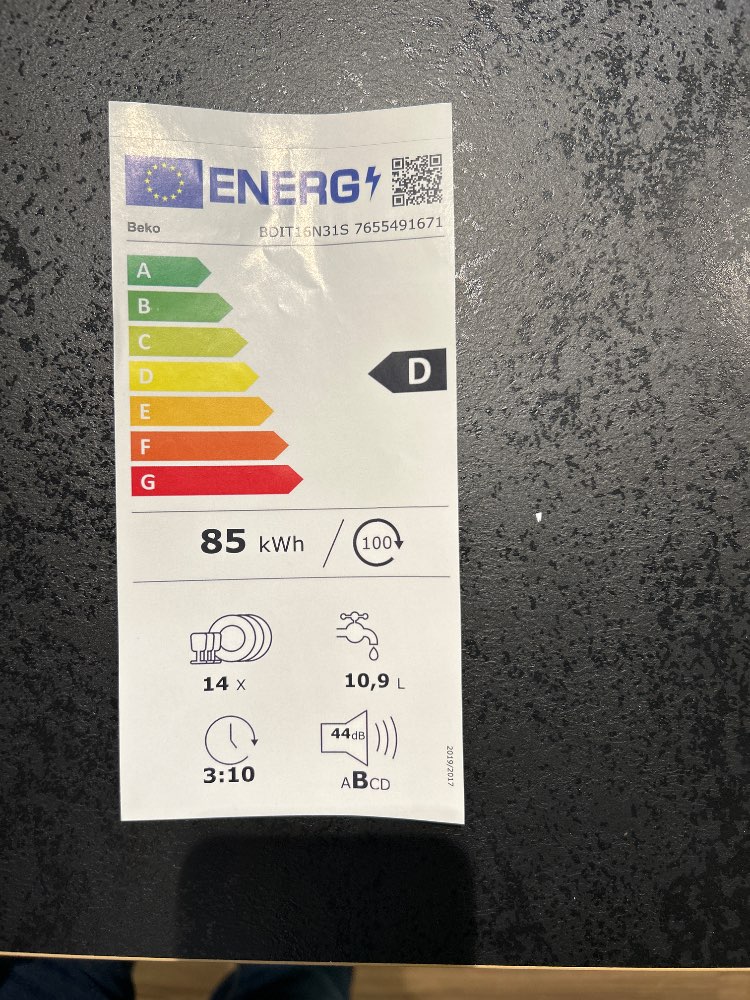 ENERG
Beko
BDIT16N31S 7655491671
A
B
C
D
D
E
F
G
85 kWh / 100
14 X
10,9 L
3:10
44dB
ABCD
2019/2017